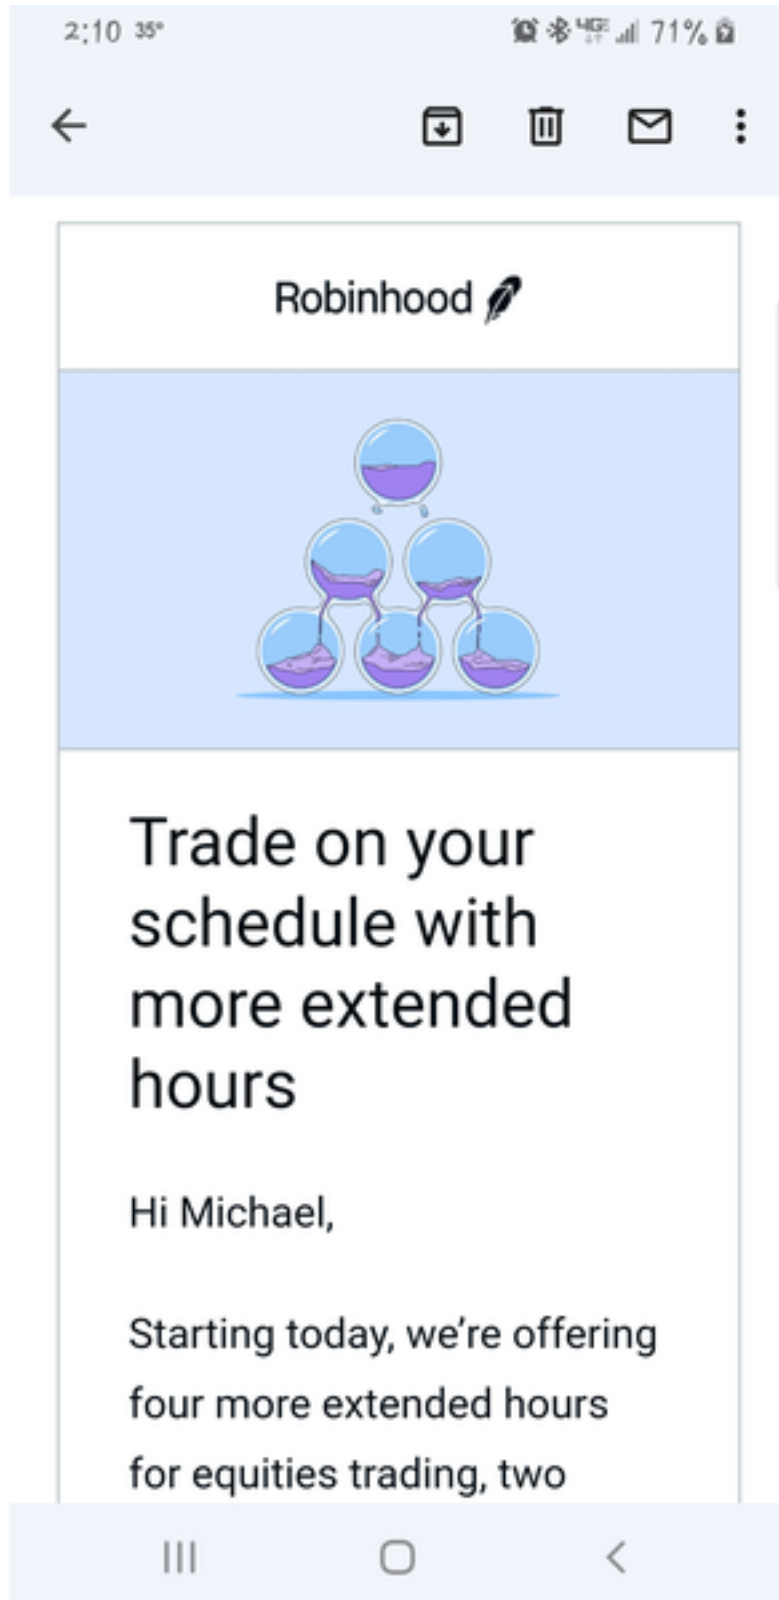 2:10 35° 4GE 71%
Robinhood
Trade on your
schedule with
more extended
hours
Hi Michael,
Starting today, we’re offering
four more extended hours
for equities trading, two